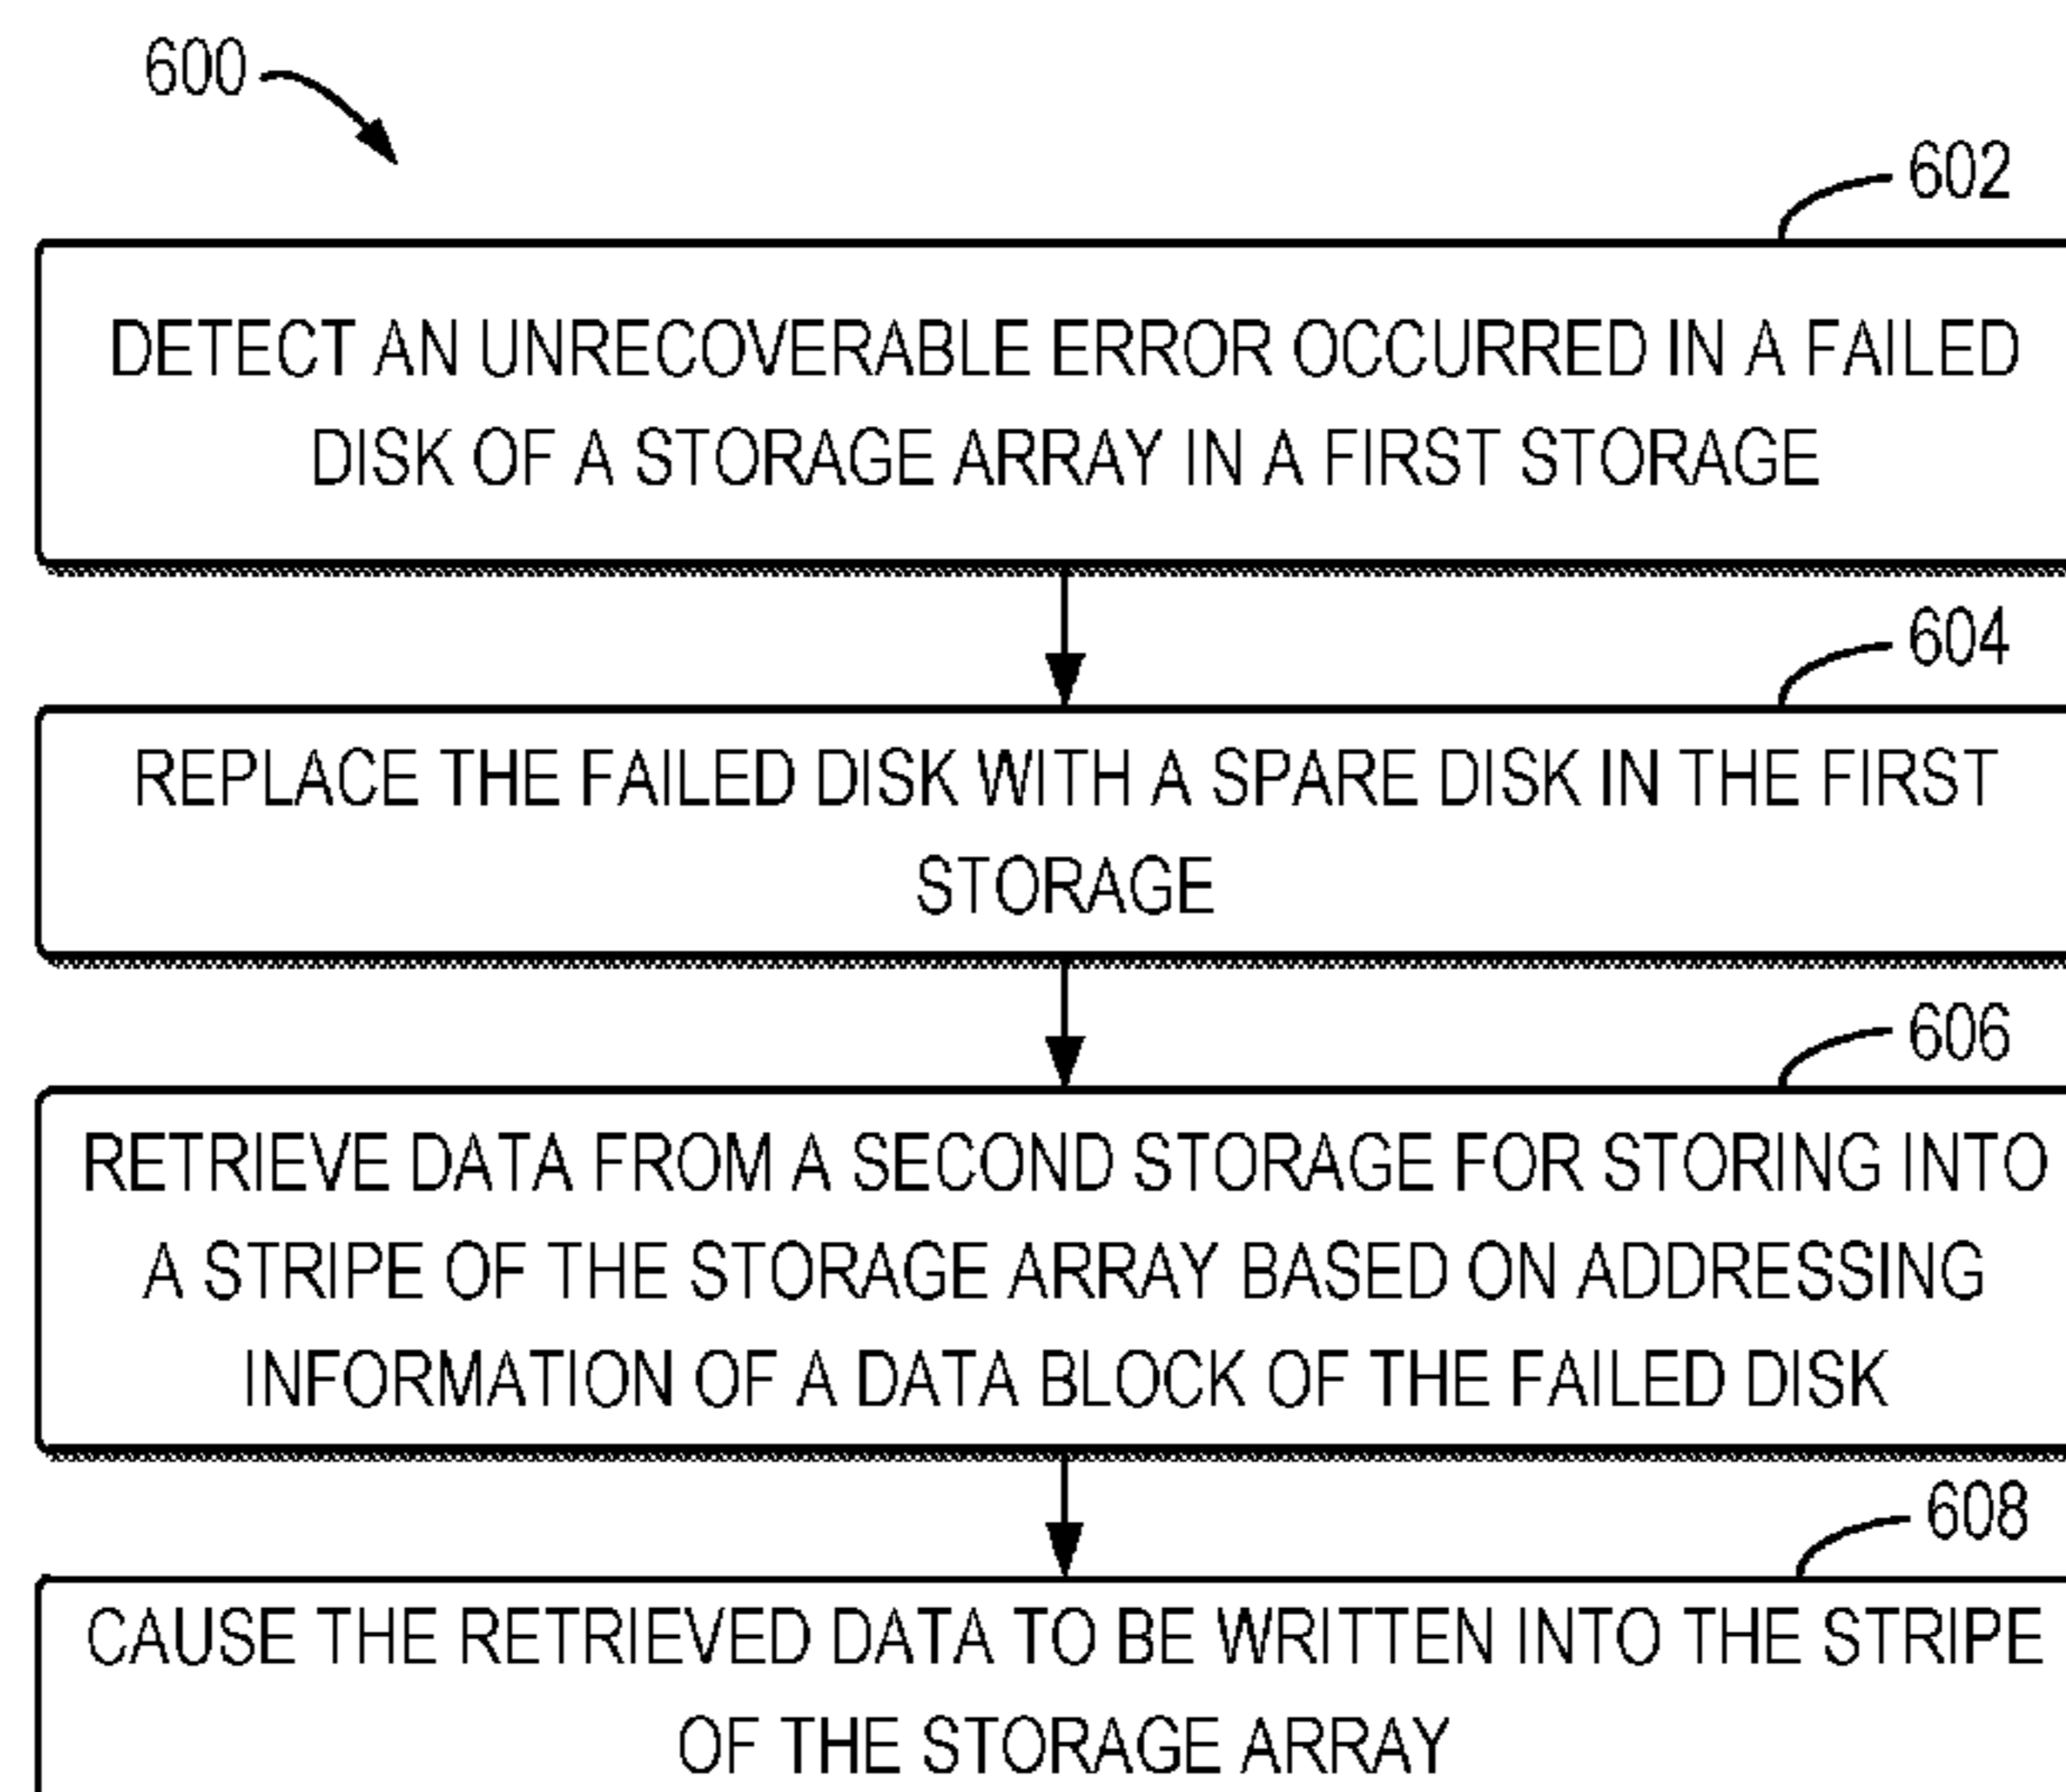 600
602
DETECT AN UNRECOVERABLE ERROR OCCURRED IN A FAILED
DISK OF A STORAGE ARRAY IN A FIRST STORAGE
604
REPLACE THE FAILED DISK WITH A SPARE DISK IN THE FIRST
STORAGE
606
RETRIEVE DATA FROM A SECOND STORAGE FOR STORING INTO
A STRIPE OF THE STORAGE ARRAY BASED ON ADDRESSING
INFORMATION OF A DATA BLOCK OF THE FAILED DISK
608
CAUSE THE RETRIEVED DATA TO BE WRITTEN INTO THE STRIPE
OF THE STORAGE ARRAY